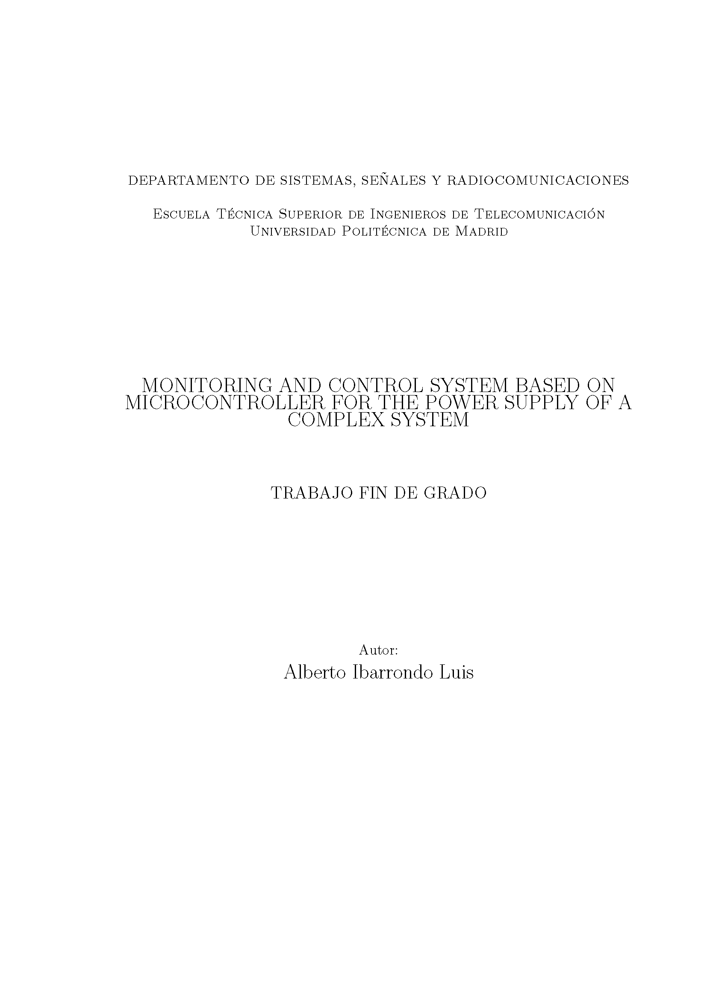 DEPARTAMENTO DE SISTEMAS, SEÑALES Y RADIOCOMUNICACIONES
Escuela Técnica Superior de Ingenieros de Telecomunicación
Universidad Politécnica de Madrid
MONITORING AND CONTROL SYSTEM BASED ON
MICROCONTROLLER FOR THE POWER SUPPLY OF A
COMPLEX SYSTEM
TRABAJO FIN DE GRADO
Autor:
Alberto Ibarrondo Luis